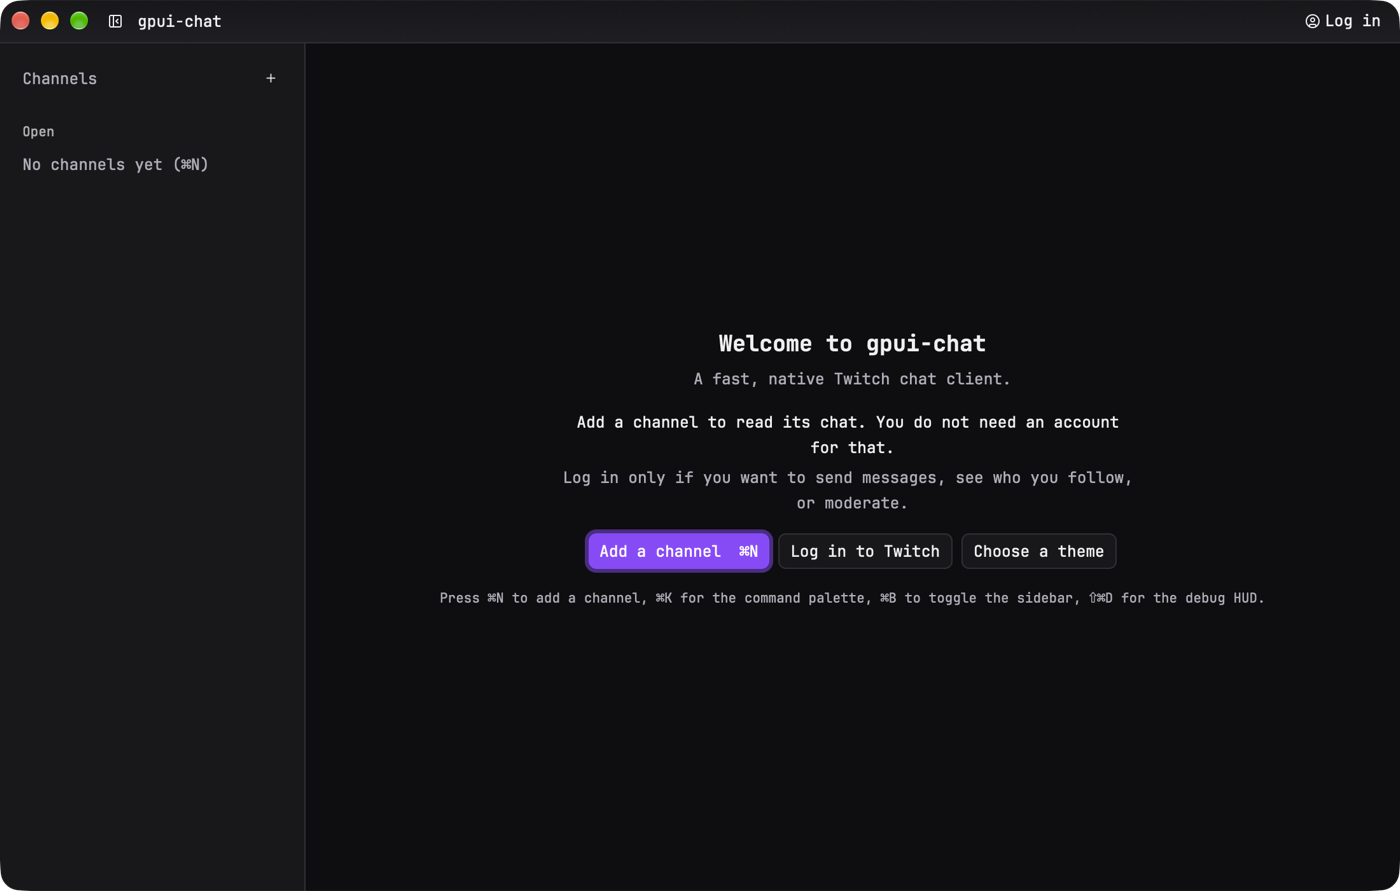 gpui-chat
Log in
Channels
+
Open
No channels yet (⌘N)
Welcome to gpui-chat
A fast, native Twitch chat client.
Add a channel to read its chat. You do not need an account
for that.
Log in only if you want to send messages, see who you follow,
or moderate.
Add a channel ⌘N
Log in to Twitch
Choose a theme
Press ⌘N to add a channel, ⌘K for the command palette, ⌘B to toggle the sidebar, ⇧⌘D for the debug HUD.